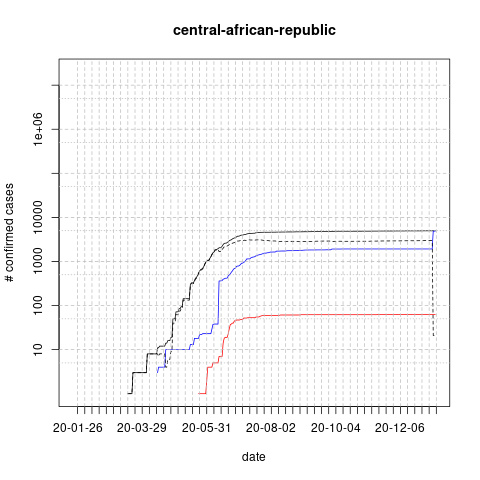 central-african-republic
# confirmed cases
1e+06
10000
1000
100
10
20-01-26 20-03-29 20-05-31 20-08-02 20-10-04 20-12-06
date